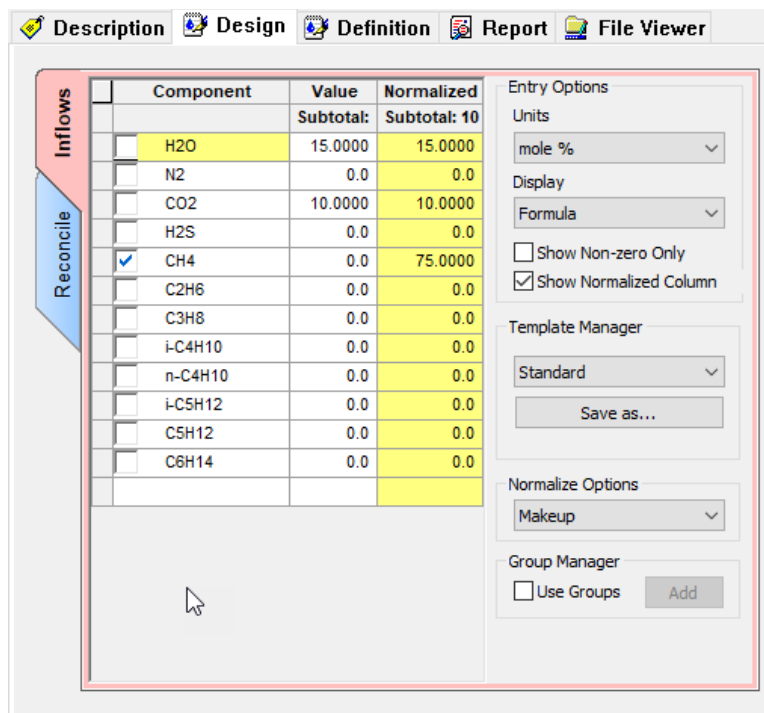 Description Design Definition Report File Viewer
Inflows
Reconcile
Component Value Normalized
Subtotal: Subtotal: 10
H2O 15.0000 15.0000
N2 0.0 0.0
CO2 10.0000 10.0000
H2S 0.0 0.0
CH4 0.0 75.0000
C2H6 0.0 0.0
C3H8 0.0 0.0
i-C4H10 0.0 0.0
n-C4H10 0.0 0.0
i-C5H12 0.0 0.0
C5H12 0.0 0.0
C6H14 0.0 0.0
Entry Options
Units
mole %
Display
Formula
Show Non-zero Only
Show Normalized Column
Template Manager
Standard
Save as...
Normalize Options
Makeup
Group Manager
Use Groups Add